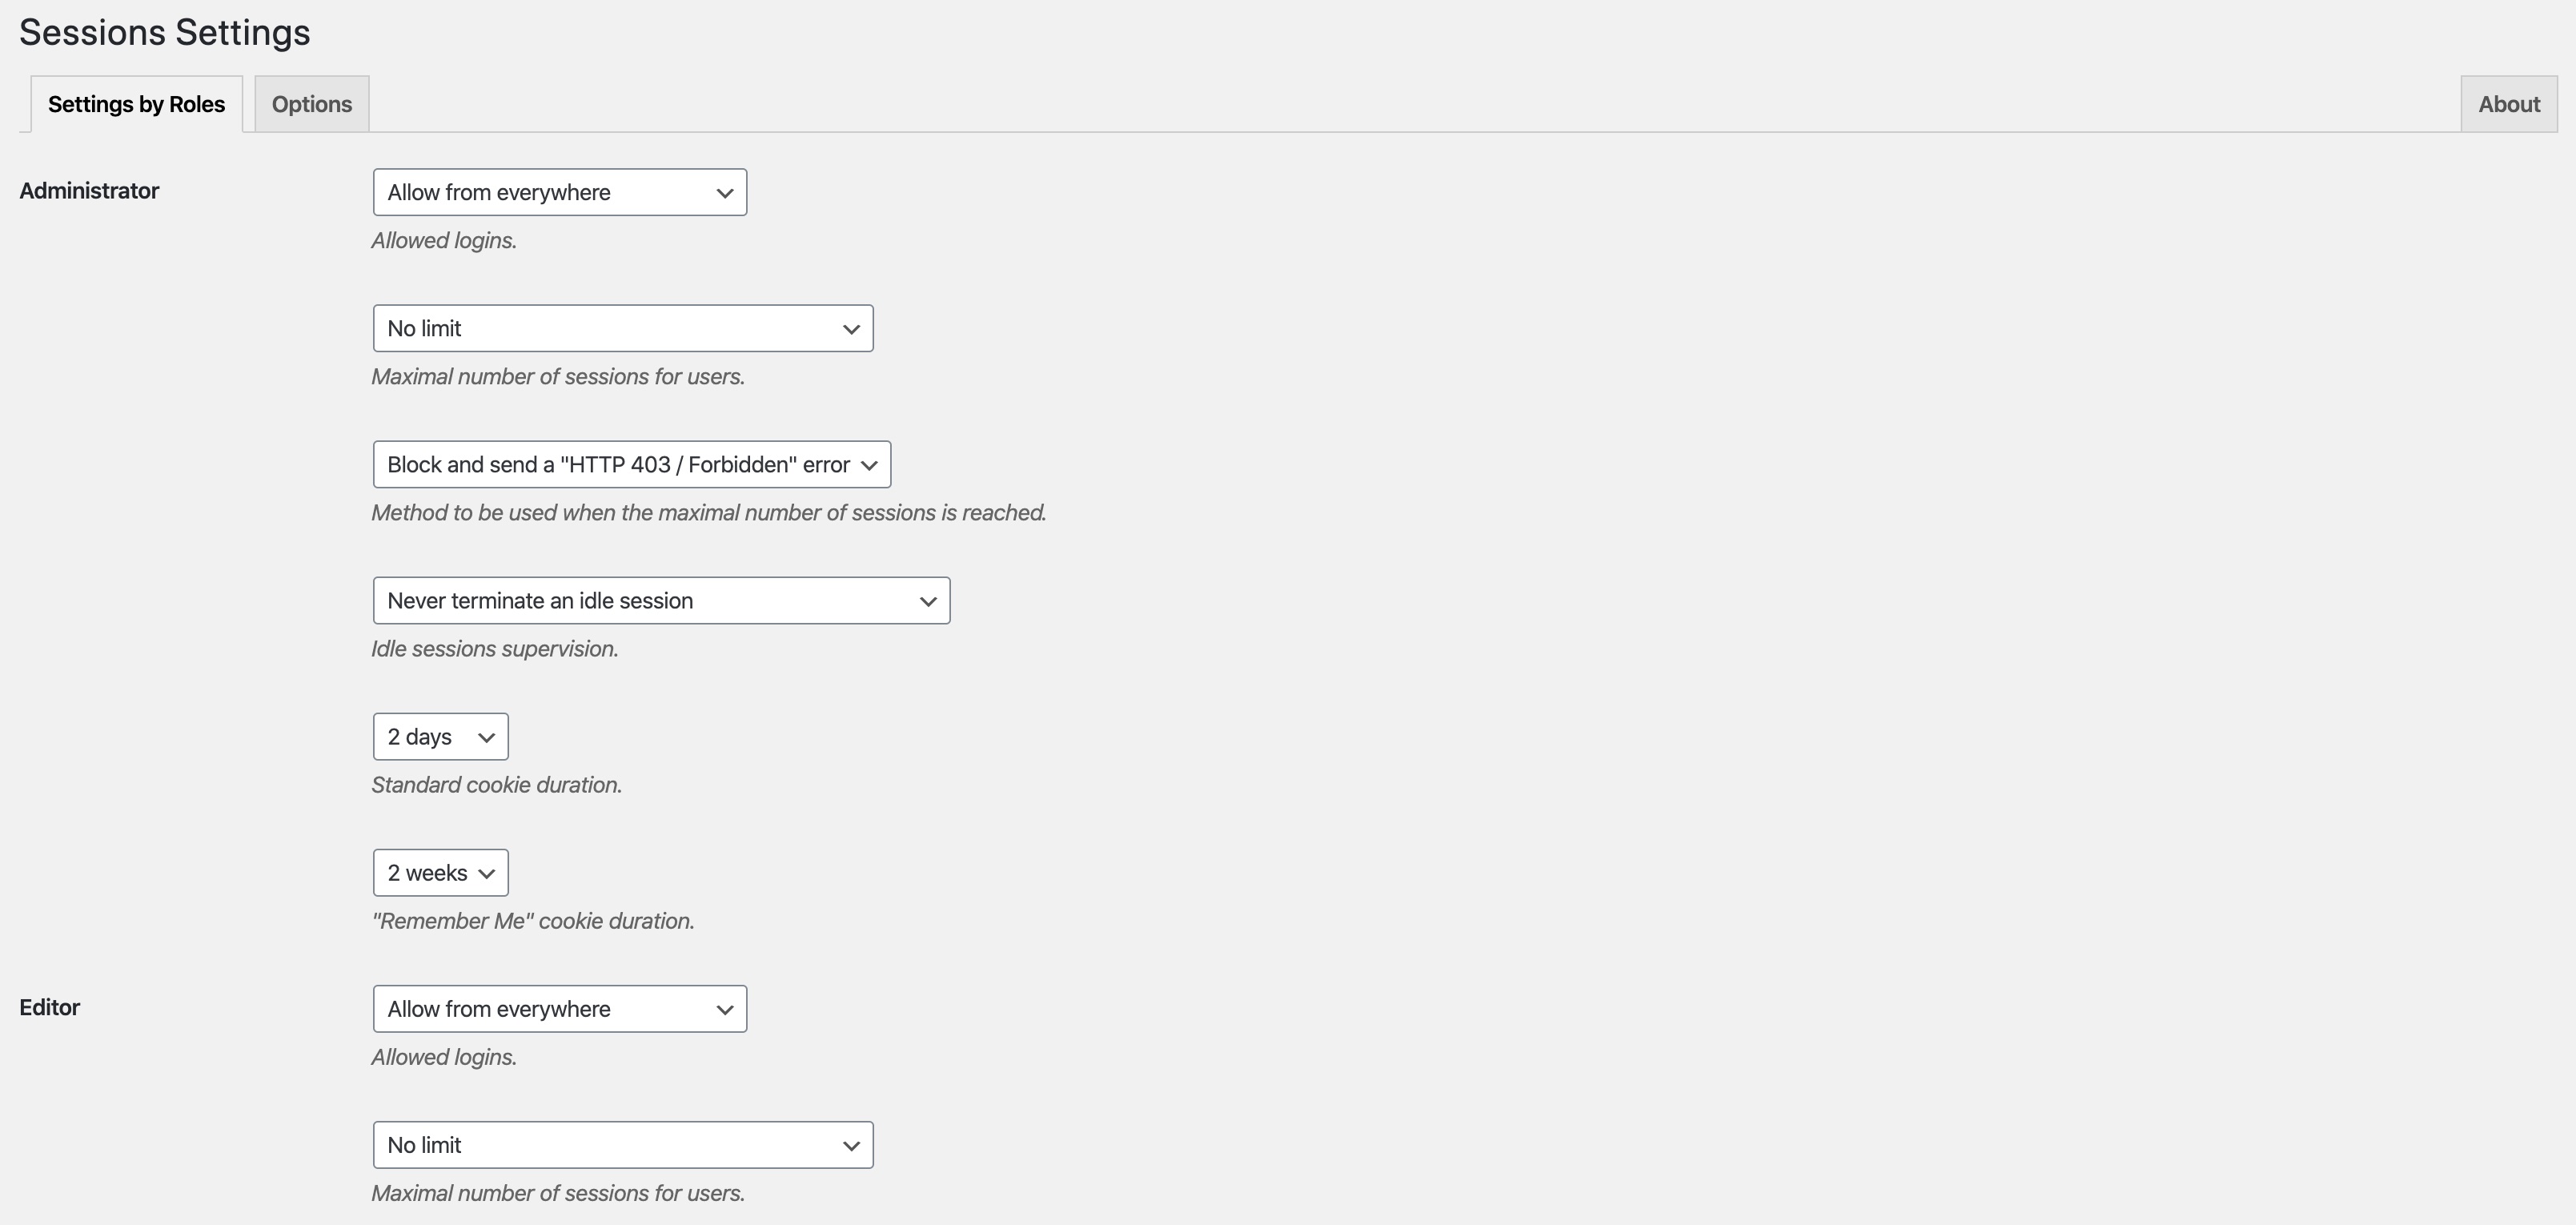 Sessions Settings
Settings by Roles
Options
About
Administrator
Allow from everywhere
Allowed logins.
No limit
Maximal number of sessions for users.
Block and send a "HTTP 403 / Forbidden" error
Method to be used when the maximal number of sessions is reached.
Never terminate an idle session
Idle sessions supervision.
2 days
Standard cookie duration.
2 weeks
"Remember Me" cookie duration.
Editor
Allow from everywhere
Allowed logins.
No limit
Maximal number of sessions for users.